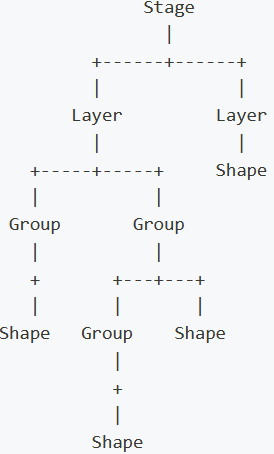 Stage
                |
         +------+------+
         |             |
       Layer         Layer
         |             |
   +-----+-----+     Shape
   |           |
 Group       Group
   |           |
   +       +---+---+
   |       |       |
Shape   Group    Shape
           |
           +
           |
         Shape